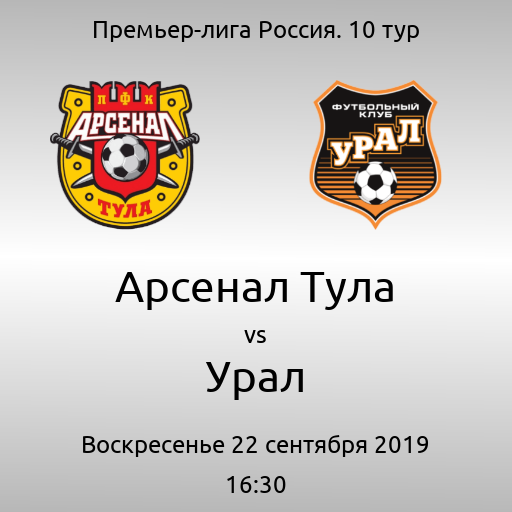 Премьер-лига Россия. 10 тур
ПФК
АРСЕНАЛ
ТУЛА
ФУТБОЛЬНЫЙ
КЛУБ
УРАЛ
Арсенал Тула
vs
Урал
Воскресенье 22 сентября 2019
16:30